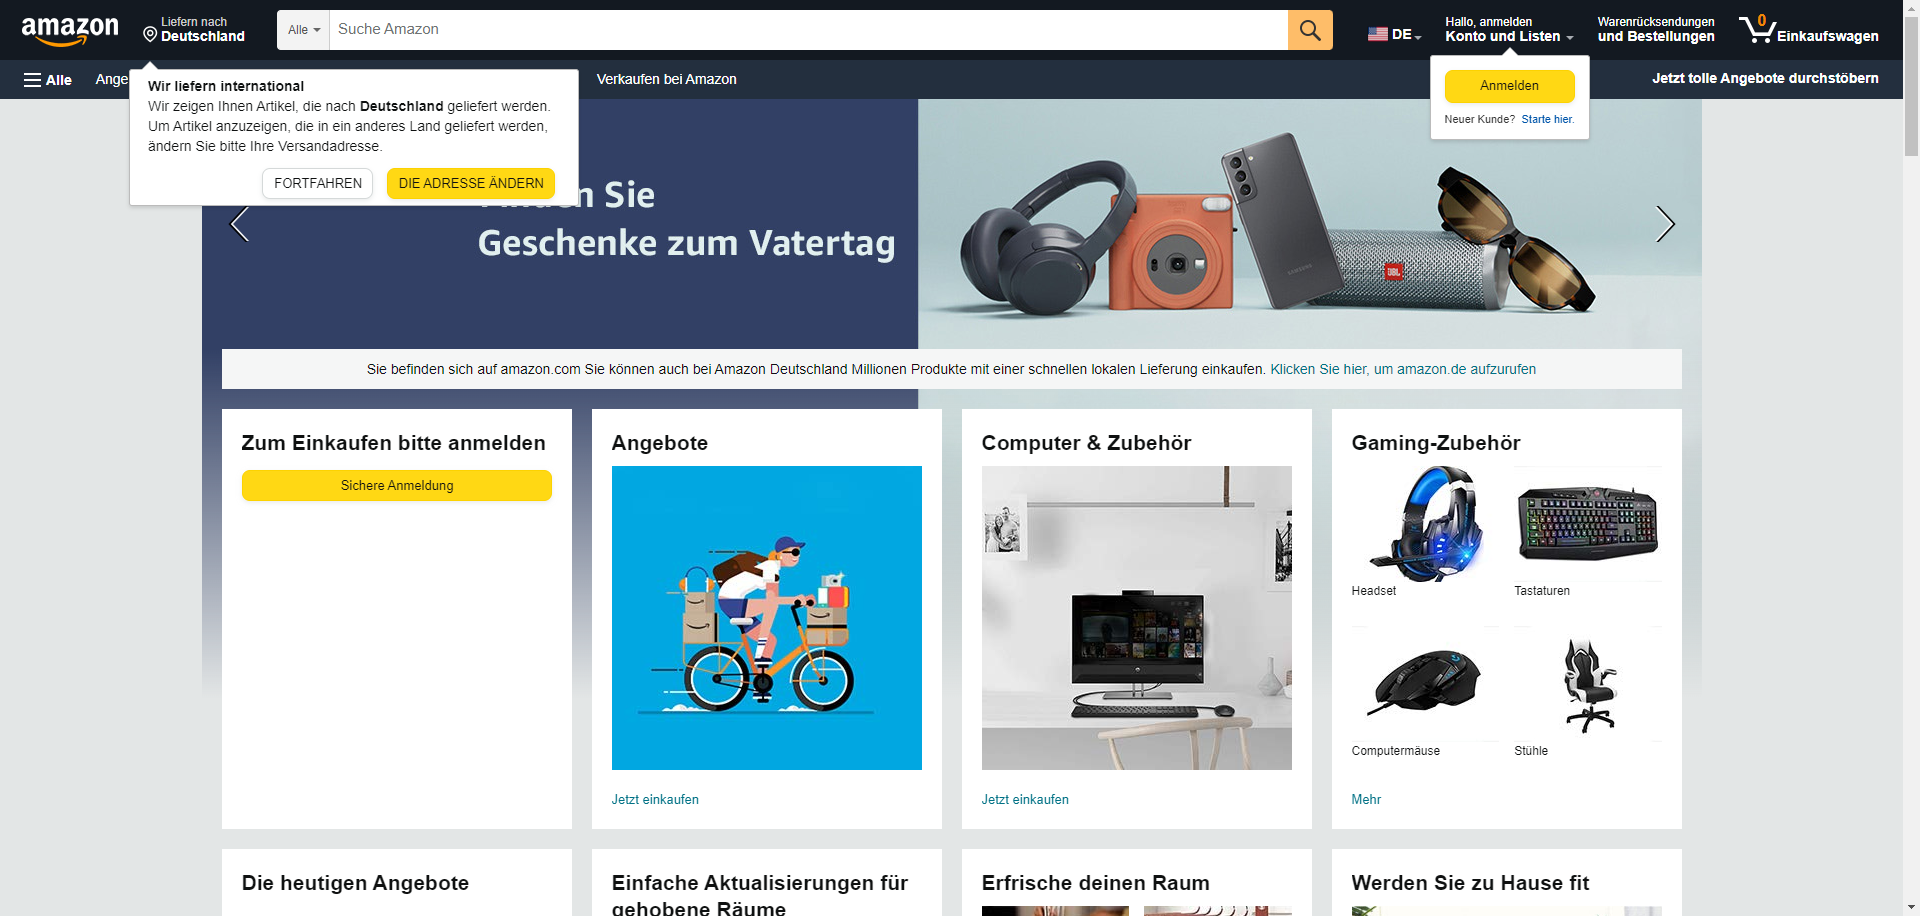 amazon
Liefern nach
Deutschland
Alle
Suche Amazon
DE
Hallo, anmelden
Konto und Listen
Warenrücksendungen
und Bestellungen
0
Einkaufswagen
Alle
Ange
Verkaufen bei Amazon
Jetzt tolle Angebote durchstöbern
Wir liefern international
Wir zeigen Ihnen Artikel, die nach Deutschland geliefert werden.
Um Artikel anzuzeigen, die in ein anderes Land geliefert werden,
ändern Sie bitte Ihre Versandadresse.
FORTFAHREN
DIE ADRESSE ÄNDERN
Anmelden
Neuer Kunde? Starte hier.
Sie
Geschenke zum Vatertag
SAMSUNG
JBL
Sie befinden sich auf amazon.com Sie können auch bei Amazon Deutschland Millionen Produkte mit einer schnellen lokalen Lieferung einkaufen. Klicken Sie hier, um amazon.de aufzurufen
Zum Einkaufen bitte anmelden
Sichere Anmeldung
Angebote
Jetzt einkaufen
Computer & Zubehör
Jetzt einkaufen
Gaming-Zubehör
Headset
Tastaturen
Computermäuse
Stühle
Mehr
Die heutigen Angebote
Einfache Aktualisierungen für
gehobene Räume
Erfrische deinen Raum
Werden Sie zu Hause fit